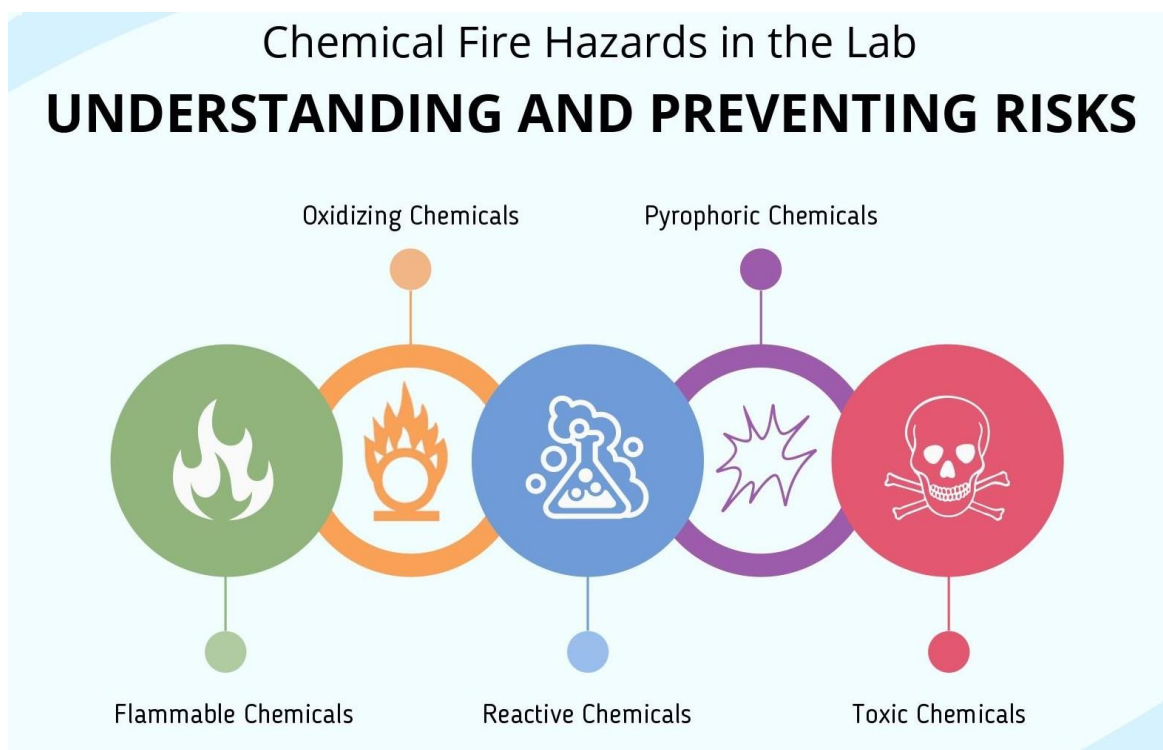 Chemical Fire Hazards in the Lab
UNDERSTANDING AND PREVENTING RISKS
Oxidizing Chemicals
Pyrophoric Chemicals
Flammable Chemicals
Reactive Chemicals
Toxic Chemicals